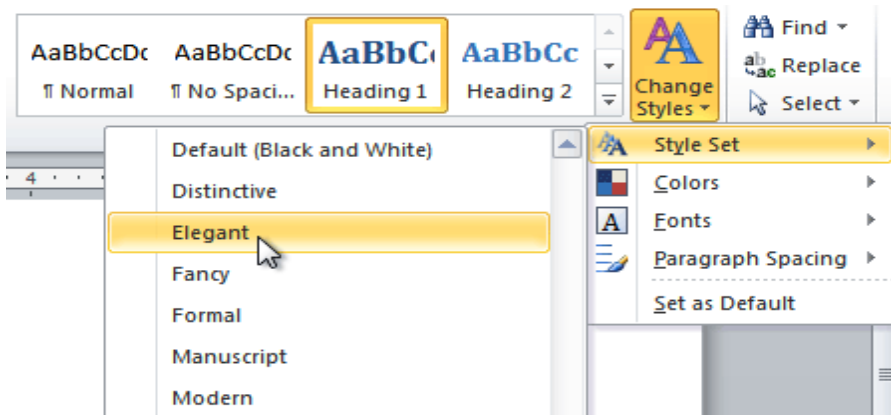 AaBbCcDc AaBbCcDc AaBbC AaBbCc
¶ Normal ¶ No Spaci... Heading 1 Heading 2
Change
Styles
Find
Replace
Select
Style Set
Colors
Fonts
Paragraph Spacing
Set as Default
4
Default (Black and White)
Distinctive
Elegant
Fancy
Formal
Manuscript
Modern